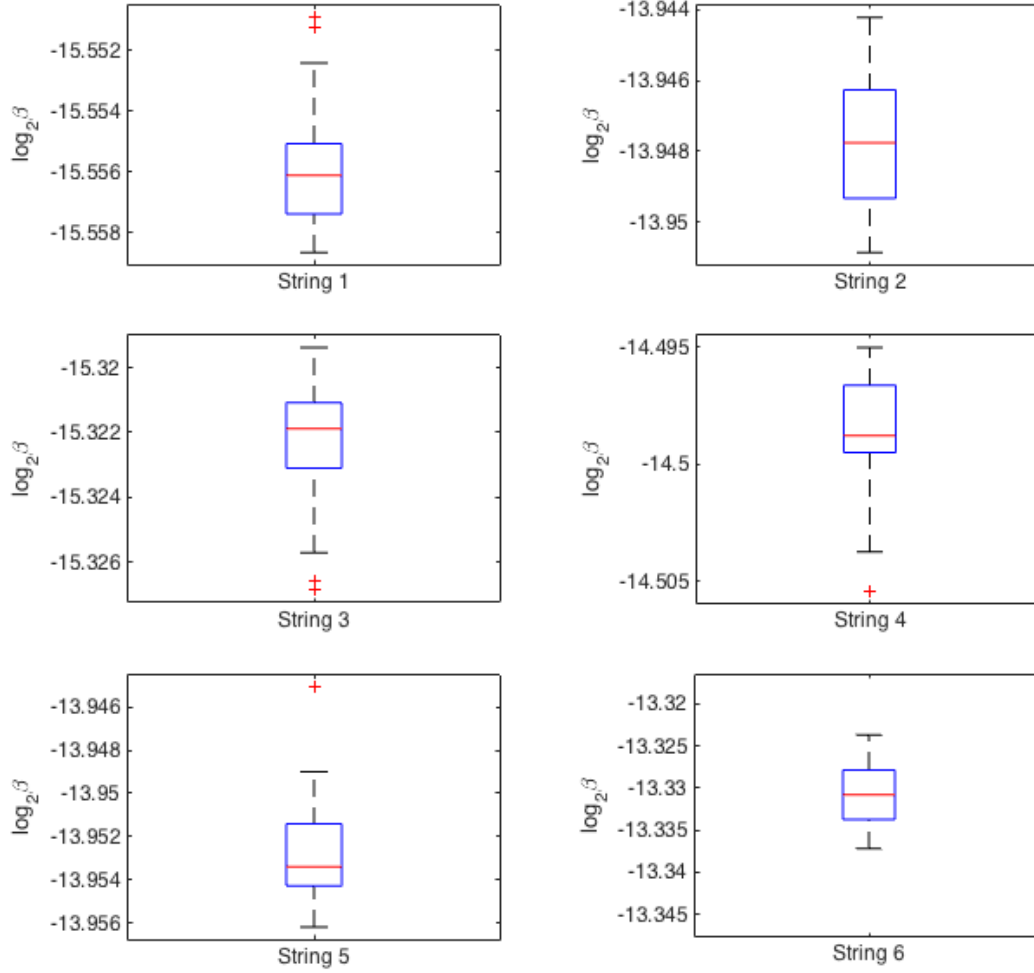 -15.552
-15.554
-15.556
-15.558
log₂β
String 1
-13.944
-13.946
-13.948
-13.95
log₂β
String 2
-15.32
-15.322
-15.324
-15.326
log₂β
String 3
-14.495
-14.5
-14.505
log₂β
String 4
-13.946
-13.948
-13.95
-13.952
-13.954
-13.956
log₂β
String 5
-13.32
-13.325
-13.33
-13.335
-13.34
-13.345
log₂β
String 6